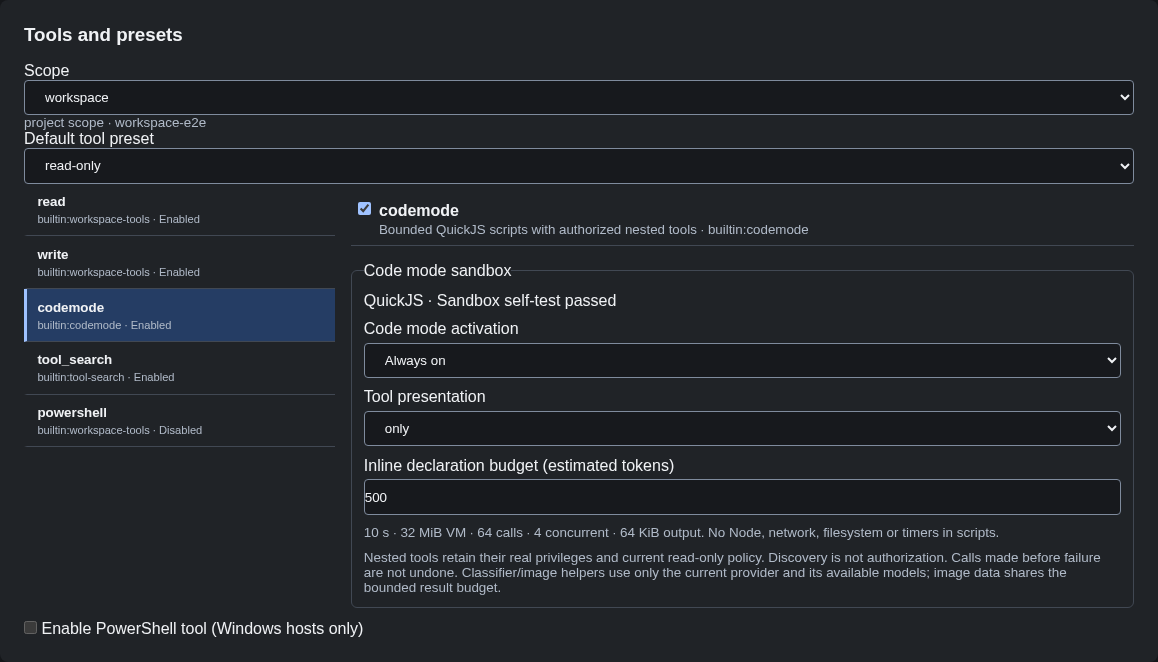 Tools and presets
Scope
workspace
project scope · workspace-e2e
Default tool preset
read-only
read
builtin:workspace-tools · Enabled
write
builtin:workspace-tools · Enabled
codemode
builtin:codemode · Enabled
tool_search
builtin:tool-search · Enabled
powershell
builtin:workspace-tools · Disabled
codemode
Bounded QuickJS scripts with authorized nested tools · builtin:codemode
Code mode sandbox
QuickJS · Sandbox self-test passed
Code mode activation
Always on
Tool presentation
only
Inline declaration budget (estimated tokens)
500
10 s · 32 MiB VM · 64 calls · 4 concurrent · 64 KiB output. No Node, network, filesystem or timers in scripts.
Nested tools retain their real privileges and current read-only policy. Discovery is not authorization. Calls made before failure
are not undone. Classifier/image helpers use only the current provider and its available models; image data shares the
bounded result budget.
Enable PowerShell tool (Windows hosts only)